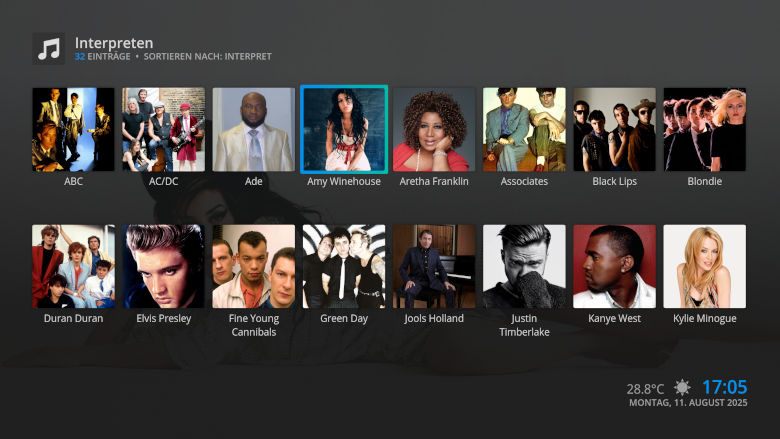 Interpreten
32 EINTRÄGE • SORTIEREN NACH: INTERPRET
ABC
AC/DC
Ade
Amy Winehouse
Aretha Franklin
Associates
Black Lips
Blondie
Duran Duran
Elvis Presley
Fine Young
Cannibals
Green Day
Jools Holland
Justin
Timberlake
Kanye West
Kylie Minogue
28.8°C 17:05
MONTAG, 11. AUGUST 2025